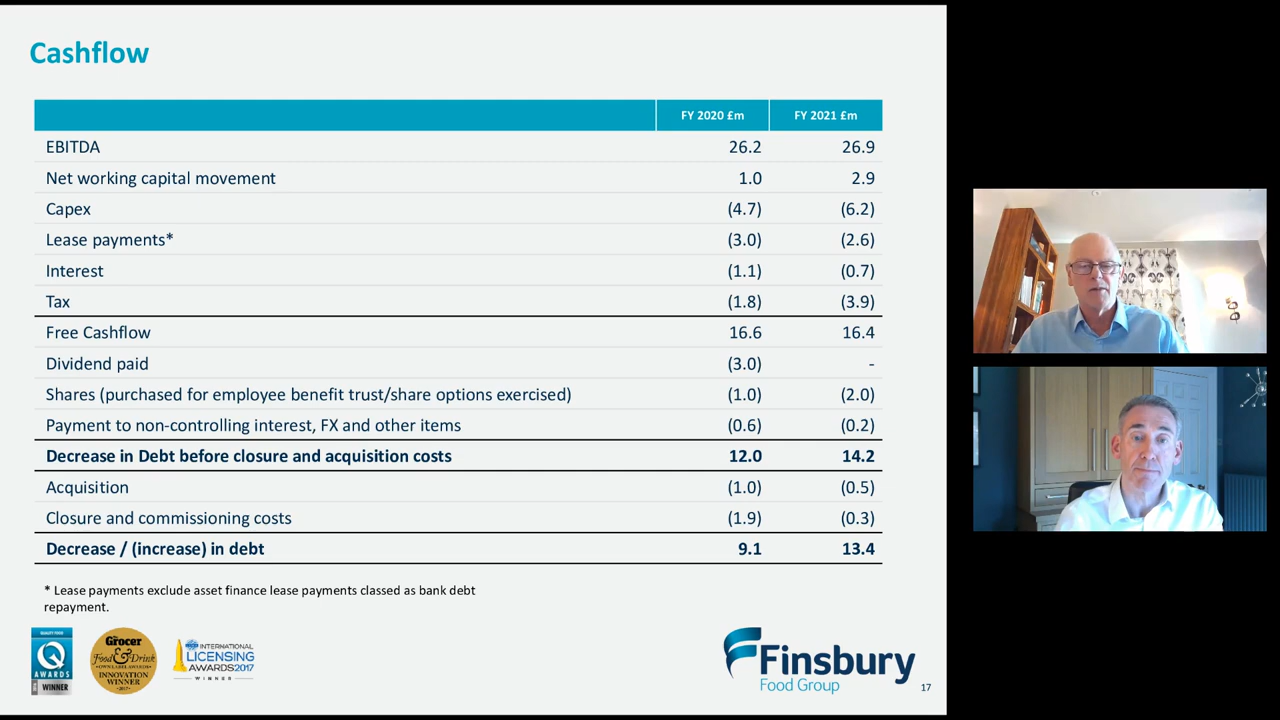 Cashflow
FY 2020 £m FY 2021 £m
EBITDA 26.2 26.9
Net working capital movement 1.0 2.9
Capex (4.7) (6.2)
Lease payments* (3.0) (2.6)
Interest (1.1) (0.7)
Tax (1.8) (3.9)
Free Cashflow 16.6 16.4
Dividend paid (3.0) -
Shares (purchased for employee benefit trust/share options exercised) (1.0) (2.0)
Payment to non-controlling interest, FX and other items (0.6) (0.2)
Decrease in Debt before closure and acquisition costs 12.0 14.2
Acquisition (1.0) (0.5)
Closure and commissioning costs (1.9) (0.3)
Decrease / (increase) in debt 9.1 13.4
* Lease payments exclude asset finance lease payments classed as bank debt
repayment.
QUALITY FOOD
Q
AWARDS
WINNER
The Grocer
Food & Drink
OWN LABEL AWARDS
INNOVATION
WINNER
2017
INTERNATIONAL
LICENSING
AWARDS2017
WINNER
Finsbury
Food Group
17